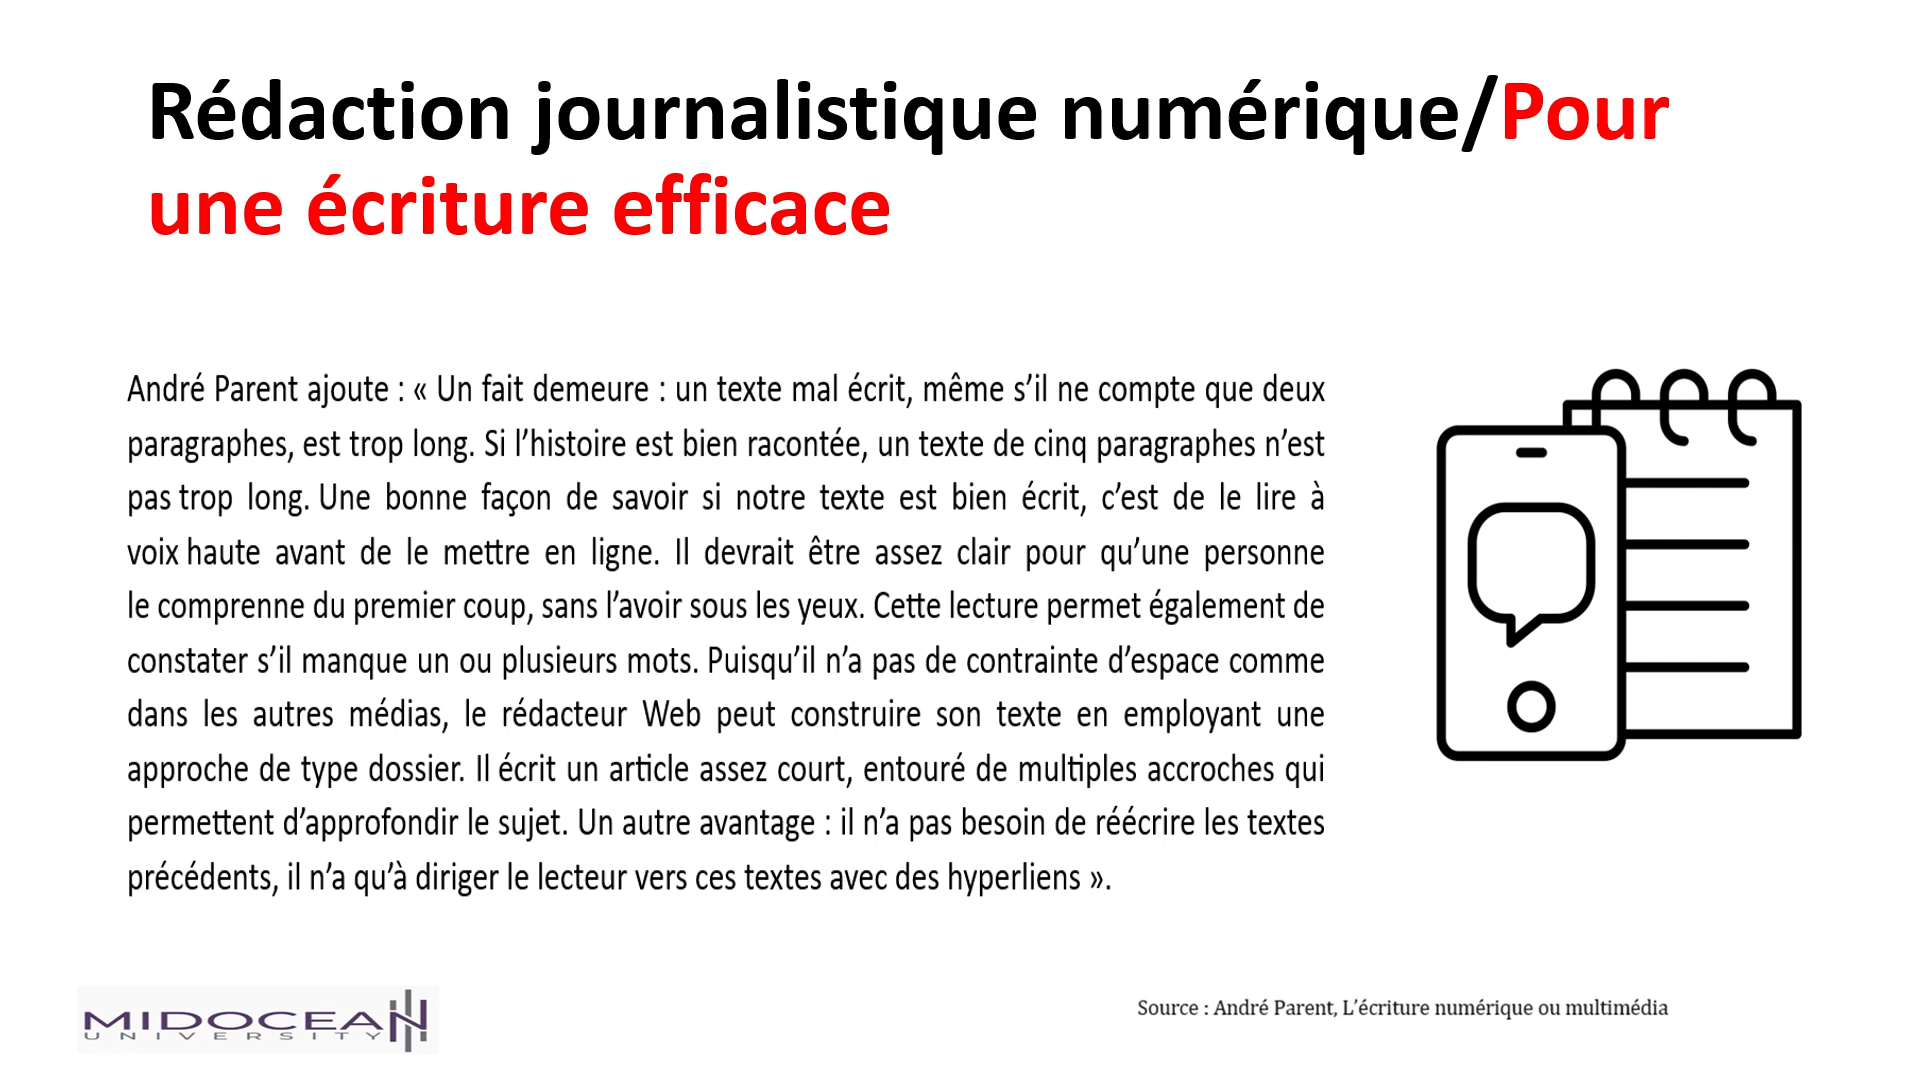 Rédaction journalistique numérique/Pour
une écriture efficace
André Parent ajoute : « Un fait demeure : un texte mal écrit, même s’il ne compte que deux
paragraphes, est trop long. Si l’histoire est bien racontée, un texte de cinq paragraphes n’est
pas trop long. Une bonne façon de savoir si notre texte est bien écrit, c’est de le lire à
voix haute avant de le mettre en ligne. Il devrait être assez clair pour qu’une personne
le comprenne du premier coup, sans l’avoir sous les yeux. Cette lecture permet également de
constater s’il manque un ou plusieurs mots. Puisqu’il n’a pas de contrainte d’espace comme
dans les autres médias, le rédacteur Web peut construire son texte en employant une
approche de type dossier. Il écrit un article assez court, entouré de multiples accroches qui
permettent d’approfondir le sujet. Un autre avantage : il n’a pas besoin de réécrire les textes
précédents, il n’a qu’à diriger le lecteur vers ces textes avec des hyperliens ».
MIDOCEAN
UNIVERSITY
Source : André Parent, L’écriture numérique ou multimédia